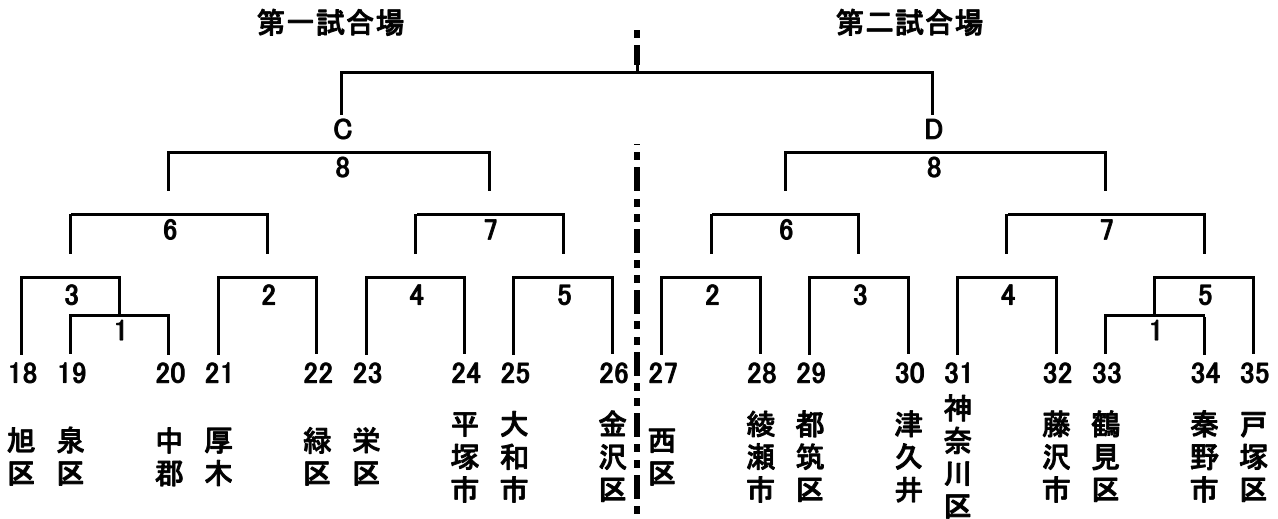 第一試合場 第二試合場
C D
8 8
6 7 6 7
3 2 4 5 2 3 4 5
1 1
18 19 20 21 22 23 24 25 26 27 28 29 30 31 32 33 34 35
旭区 泉区 中郡 厚木 緑区 栄区 平塚市 大和市 金沢区 西区 綾瀬市 都筑区 津久井 神奈川区 藤沢市 鶴見区 秦野市 戸塚区